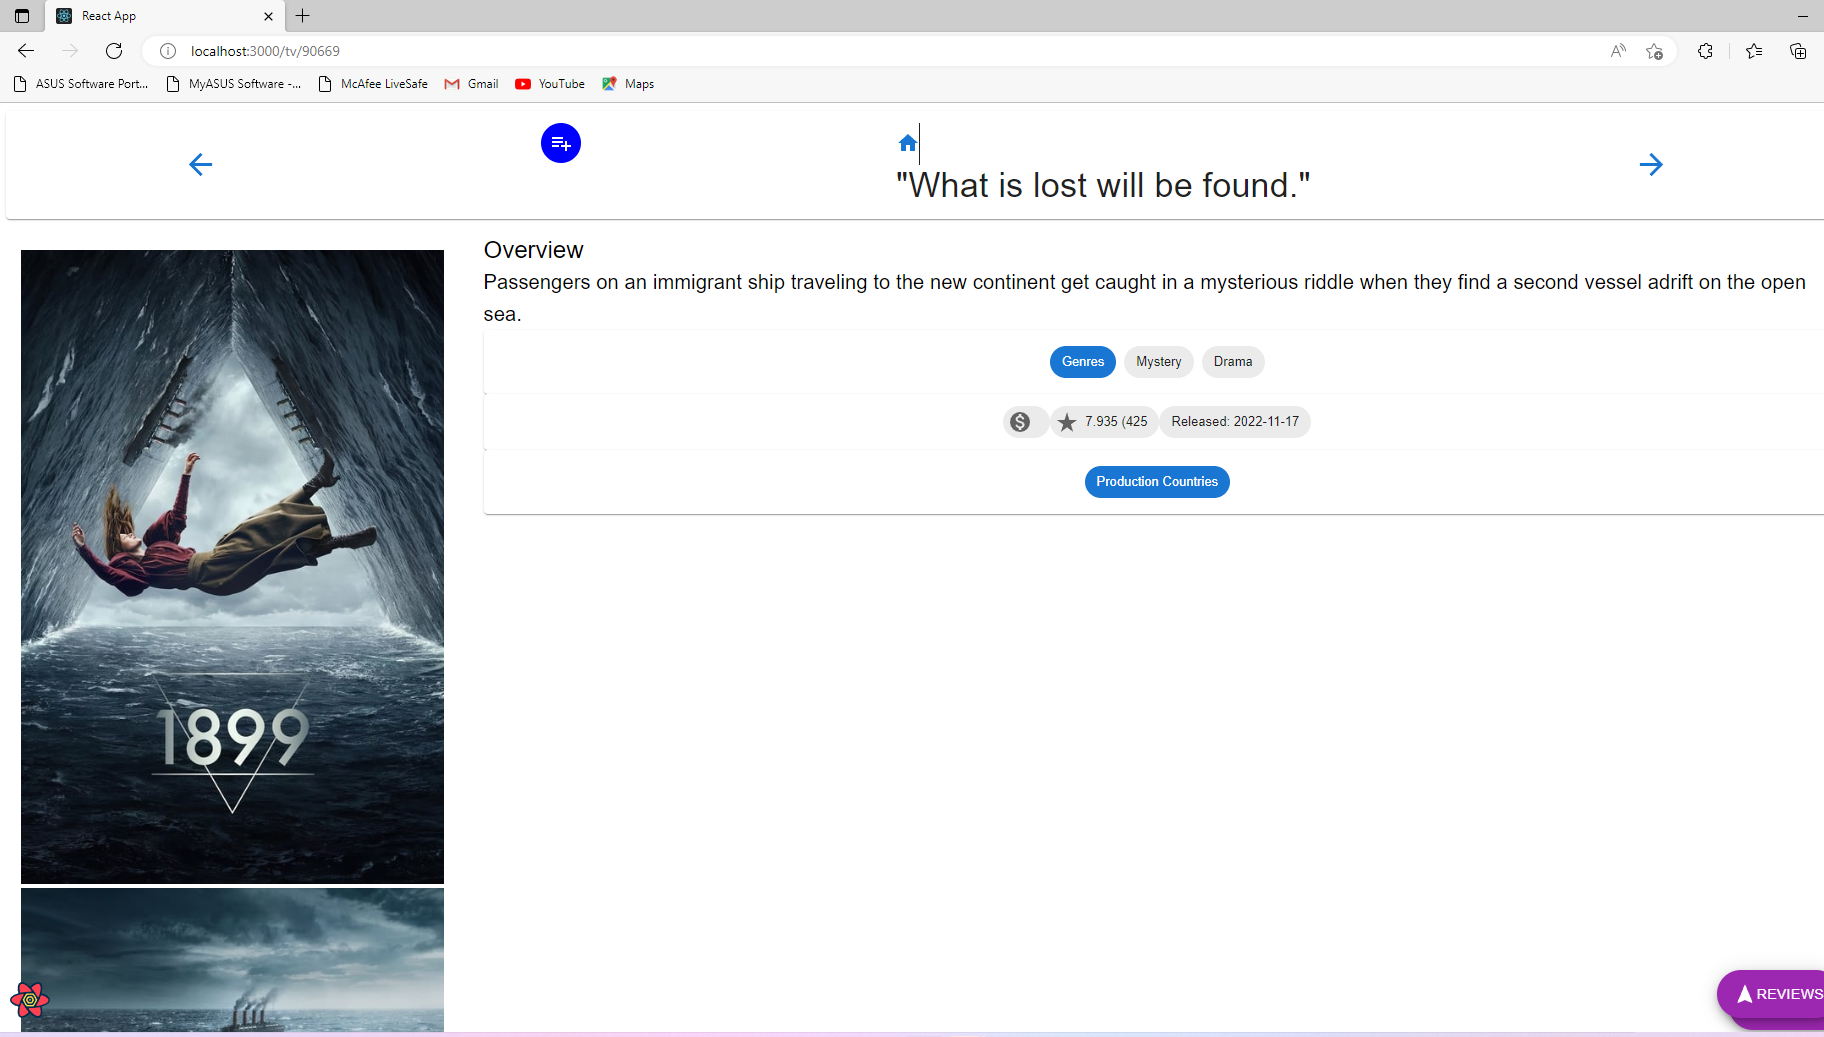 React App
localhost:3000/tv/90669
ASUS Software Port...
MyASUS Software -...
McAfee LiveSafe
Gmail
YouTube
Maps
"What is lost will be found."
Overview
Passengers on an immigrant ship traveling to the new continent get caught in a mysterious riddle when they find a second vessel adrift on the open
sea.
Genres
Mystery
Drama
7.935 (425
Released: 2022-11-17
Production Countries
1899
REVIEWS